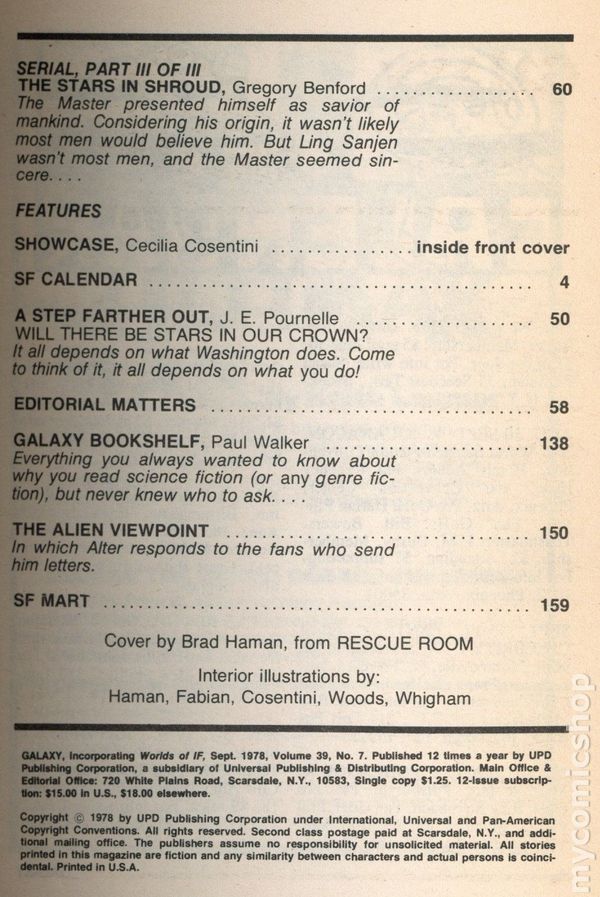 SERIAL, PART III OF III
THE STARS IN SHROUD, Gregory Benford .................. 60
The Master presented himself as savior of
mankind. Considering his origin, it wasn't likely
most men would believe him. But Ling Sanjen
wasn't most men, and the Master seemed sin-
cere. . . .
FEATURES
SHOWCASE, Cecilia Cosentini ................ inside front cover
SF CALENDAR ............................................ 4
A STEP FARTHER OUT, J. E. Pournelle .................... 50
WILL THERE BE STARS IN OUR CROWN?
It all depends on what Washington does. Come
to think of it, it all depends on what you do!
EDITORIAL MATTERS .................................... 58
GALAXY BOOKSHELF, Paul Walker ....................... 138
Everything you always wanted to know about
why you read science fiction (or any genre fic-
tion), but never knew who to ask. . . .
THE ALIEN VIEWPOINT .................................. 150
In which Alter responds to the fans who send
him letters.
SF MART ................................................ 159
Cover by Brad Haman, from RESCUE ROOM
Interior illustrations by:
Haman, Fabian, Cosentini, Woods, Whigham
GALAXY, Incorporating Worlds of IF, Sept. 1978, Volume 39, No. 7. Published 12 times a year by UPD
Publishing Corporation, a subsidiary of Universal Publishing & Distributing Corporation. Main Office &
Editorial Office: 720 White Plains Road, Scarsdale, N.Y., 10583, Single copy $1.25. 12-issue subscrip-
tion: $15.00 in U.S., $18.00 elsewhere.
Copyright © 1978 by UPD Publishing Corporation under International, Universal and Pan-American
Copyright Conventions. All rights reserved. Second class postage paid at Scarsdale, N.Y., and addi-
tional mailing office. The publishers assume no responsibility for unsolicited material. All stories
printed in this magazine are fiction and any similarity between characters and actual persons is coinci-
dental. Printed in U.S.A.
mycomicshop